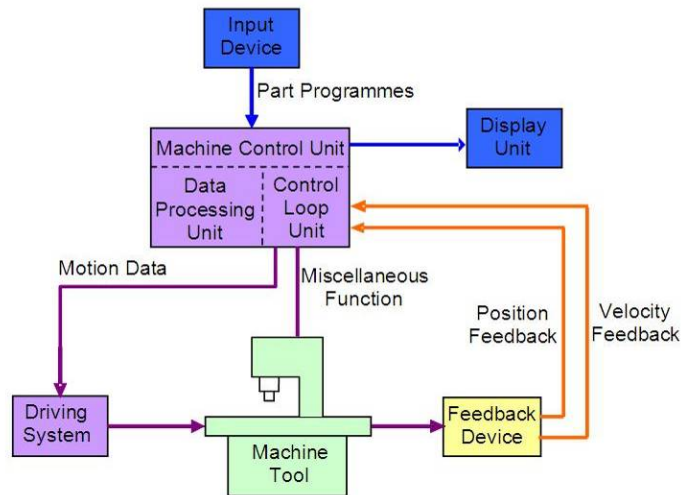 Input
Device
Part Programmes
Machine Control Unit
Display
Unit
Data
Processing
Unit
Control
Loop
Unit
Motion Data
Miscellaneous
Function
Position
Feedback
Velocity
Feedback
Driving
System
Machine
Tool
Feedback
Device